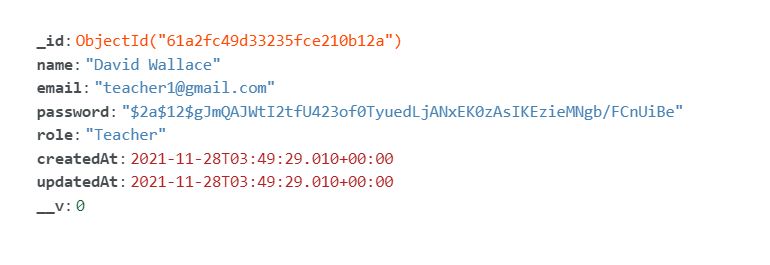 _id: ObjectId("61a2fc49d33235fce210b12a")
name: "David Wallace"
email: "teacher1@gmail.com"
password: "$2a$12$gJmQAJWtI2tfU423of0TyuedLjANxEK0zAsIKEzieMNgb/FCnUiBe"
role: "Teacher"
createdAt: 2021-11-28T03:49:29.010+00:00
updatedAt: 2021-11-28T03:49:29.010+00:00
__v: 0